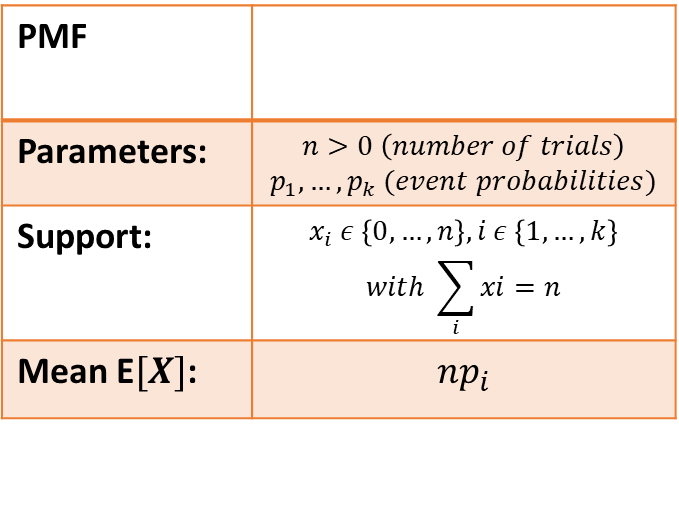 PMF
Parameters:
n > 0 (number of trials)
p₁, …, pₖ (event probabilities)
Support:
xᵢ ϵ {0, …, n}, i ϵ {1, …, k}
with ∑ xi = n
i
Mean E[X]:
npᵢ